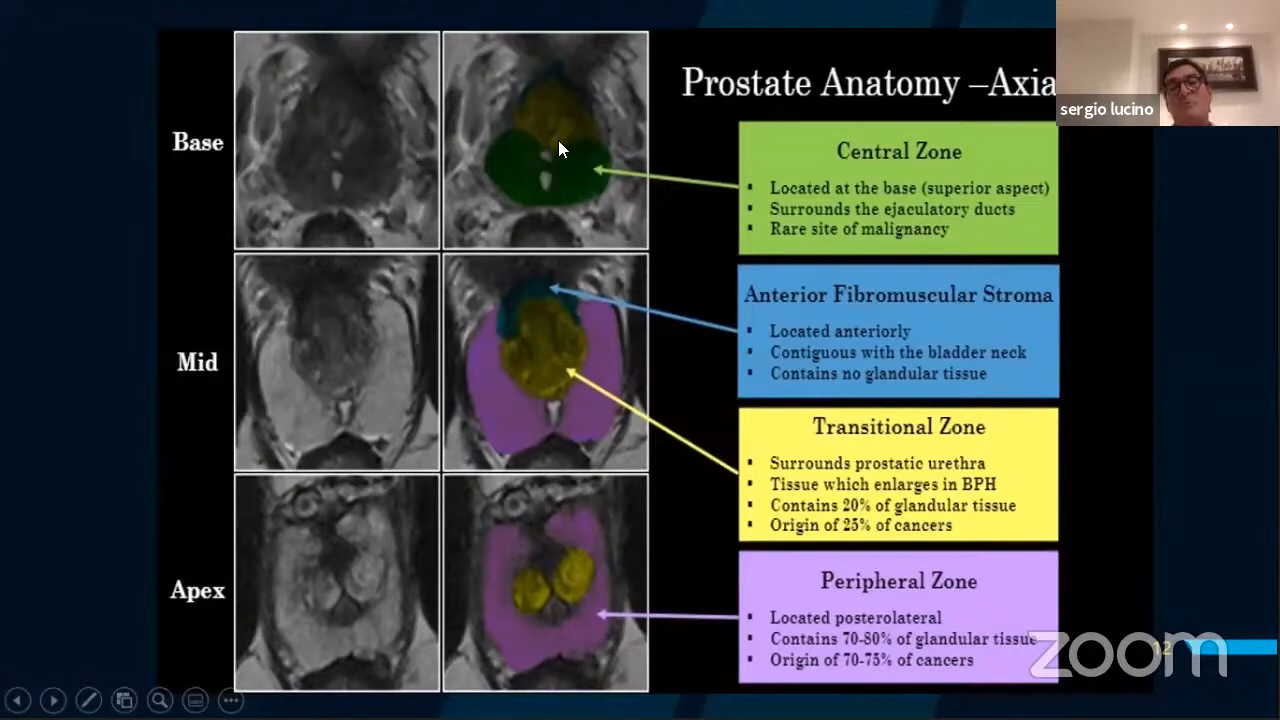 Prostate Anatomy –Axia
sergio lucino
Base
Mid
Apex
Central Zone
▪ Located at the base (superior aspect)
▪ Surrounds the ejaculatory ducts
▪ Rare site of malignancy
Anterior Fibromuscular Stroma
▪ Located anteriorly
▪ Contiguous with the bladder neck
▪ Contains no glandular tissue
Transitional Zone
▪ Surrounds prostatic urethra
▪ Tissue which enlarges in BPH
▪ Contains 20% of glandular tissue
▪ Origin of 25% of cancers
Peripheral Zone
▪ Located posterolateral
▪ Contains 70-80% of glandular tissue
▪ Origin of 70-75% of cancers
12
zoom